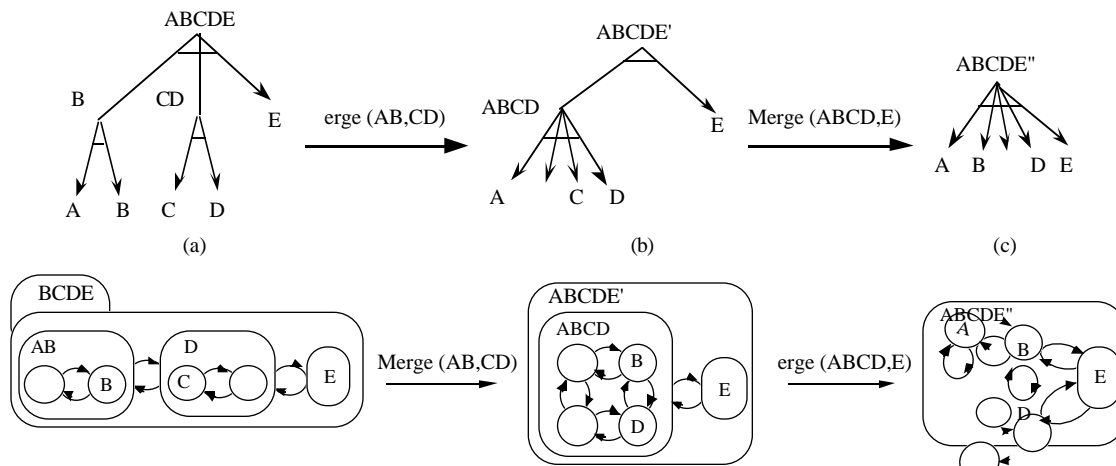 ABCDE
ABCDE'
ABCDE"
B
CD
E
ABCD
E
erge (AB,CD)
Merge (ABCD,E)
A
B
C
D
A
C
D
A
B
D
E
(a)
(b)
(c)
BCDE
AB
B
D
C
E
Merge (AB,CD)
ABCDE'
ABCD
B
D
E
erge (ABCD,E)
ABCDE"
A
B
D
E